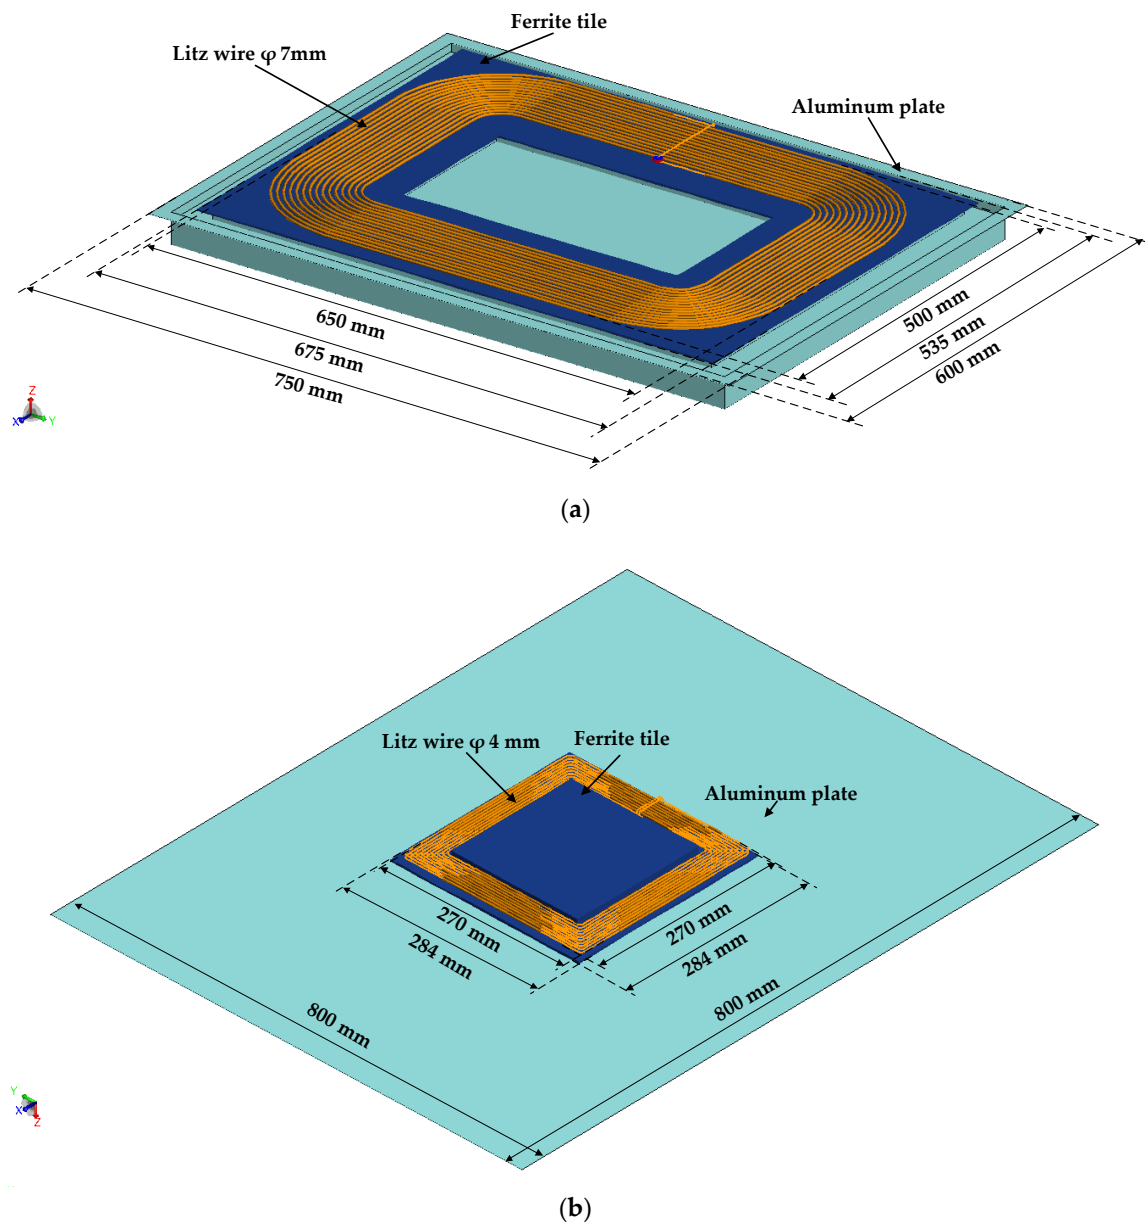 Ferrite tile
Litz wire φ 7mm
Aluminum plate
650 mm
675 mm
750 mm
500 mm
535 mm
600 mm
Z
X
Y
(a)
Litz wire φ 4 mm
Ferrite tile
Aluminum plate
270 mm
284 mm
270 mm
284 mm
800 mm
800 mm
Y
X
Z
(b)